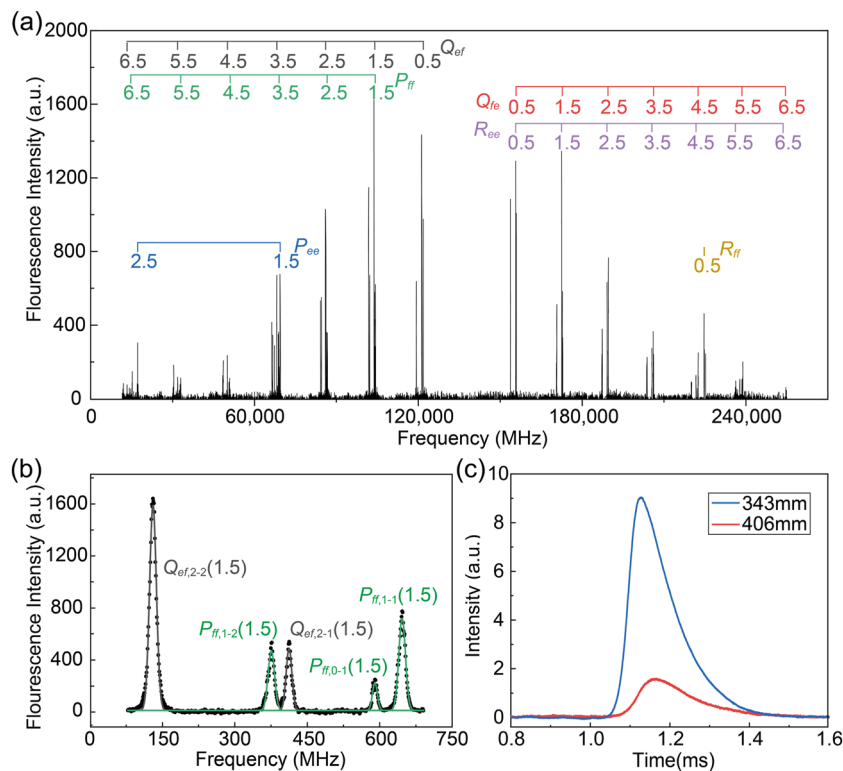 (a)
2000
1600
1200
800
400
0
Flourescence Intensity (a.u.)
6.5 5.5 4.5 3.5 2.5 1.5 0.5 Qef
6.5 5.5 4.5 3.5 2.5 1.5 Pff
Qfe 0.5 1.5 2.5 3.5 4.5 5.5 6.5
Ree 0.5 1.5 2.5 3.5 4.5 5.5 6.5
2.5 1.5 Pee
0.5 Rff
0 60,000 120,000 180,000 240,000
Frequency (MHz)
(b)
1600
1200
800
400
0
Flourescence Intensity (a.u.)
Qef,2-2(1.5)
Pff,1-2(1.5)
Qef,2-1(1.5)
Pff,0-1(1.5)
Pff,1-1(1.5)
0 150 300 450 600 750
Frequency (MHz)
(c)
10
8
6
4
2
0
Intensity (a.u.)
343mm
406mm
0.8 1.0 1.2 1.4 1.6
Time(ms)